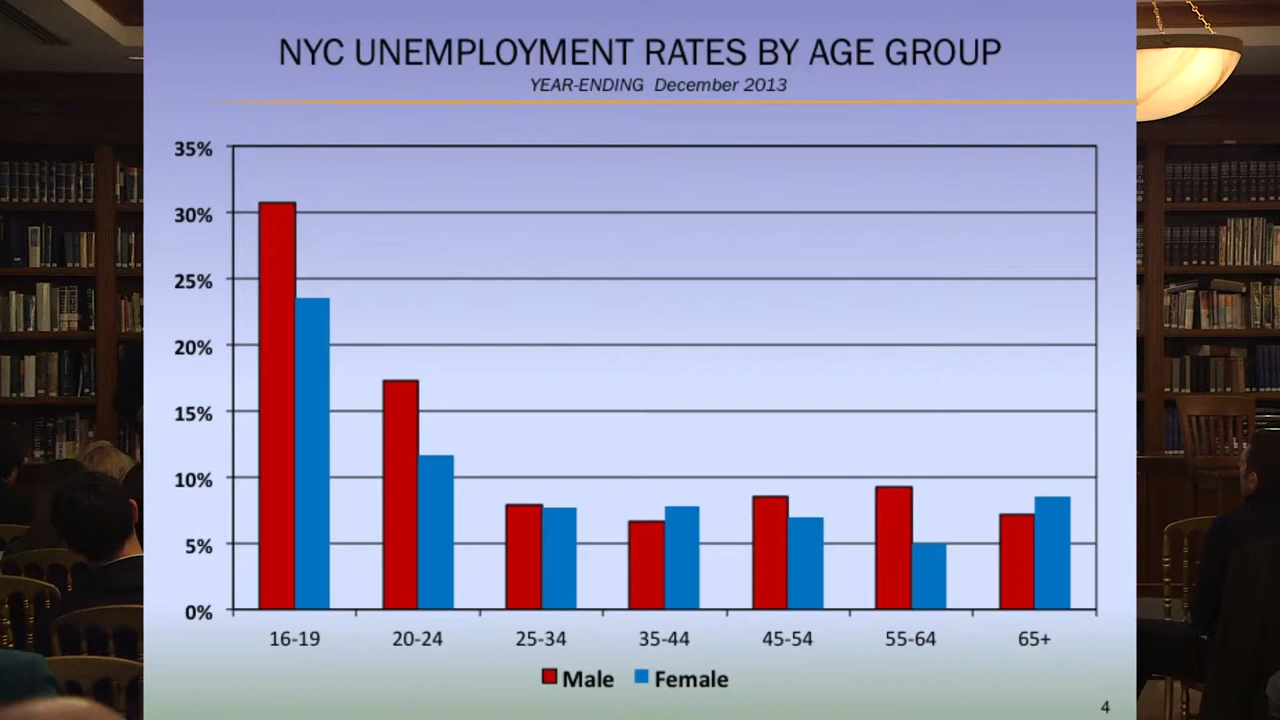 NYC UNEMPLOYMENT RATES BY AGE GROUP
YEAR-ENDING December 2013
35%
30%
25%
20%
15%
10%
5%
0%
16-19 20-24 25-34 35-44 45-54 55-64 65+
Male Female
4